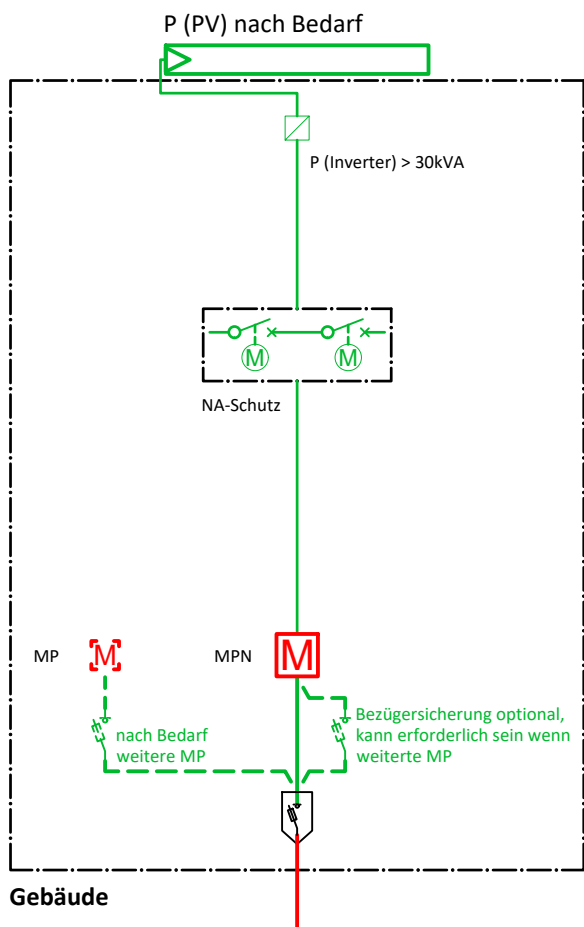 P (PV) nach Bedarf
P (Inverter) > 30kVA
M M
NA-Schutz
MP M MPN M
nach Bedarf
weitere MP
Bezügersicherung optional,
kann erforderlich sein wenn
weiterte MP
Gebäude